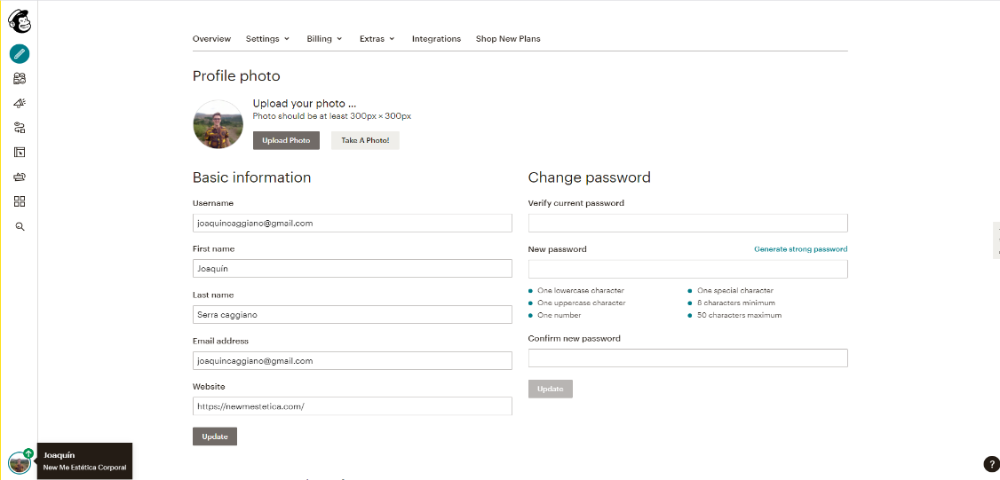 Overview Settings Billing Extras Integrations Shop New Plans
Profile photo
Upload your photo ...
Photo should be at least 300px × 300px
Upload Photo Take A Photo!
Basic information
Username
joaquincaggiano@gmail.com
First name
Joaquín
Last name
Serra caggiano
Email address
joaquincaggiano@gmail.com
Website
https://newmestetica.com/
Update
Change password
Verify current password
New password Generate strong password
One lowercase character
One uppercase character
One number
One special character
8 characters minimum
50 characters maximum
Confirm new password
Update
Joaquín
New Me Estética Corporal
?